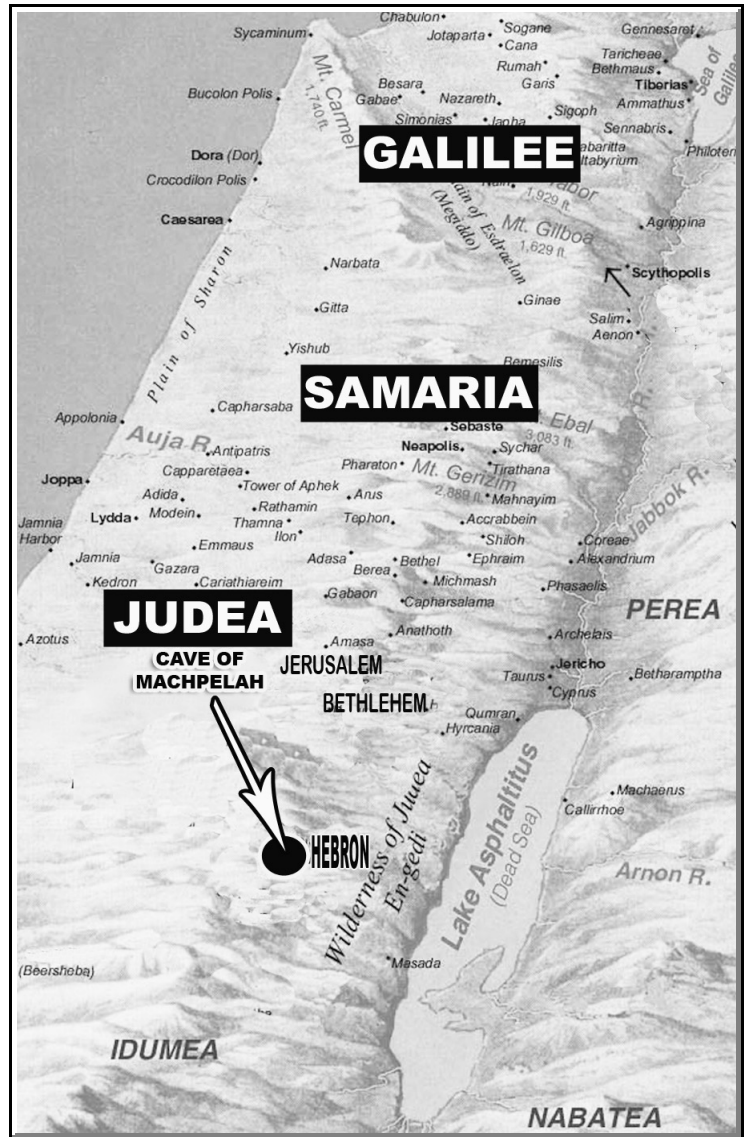 Chabulon
Sycaminum
Sogane
Jotaparta
Cana
Gennesaret
Taricheae
Bethmaus
Rumah
Garis
Sea of
Galilee
Mt. Carmel
1,740 ft.
Besara
Tiberias
Bucolon Polis
Gabae
Nazareth
Ammathus
Simonias
Japha
Sigoph
Sennabris
GALILEE
Dora (Dor)
Crocodilon Polis
1,929 ft.
Caesarea
Esdraelon
(Megiddo)
Mt. Gilboa
1,629 ft.
Agrippina
Narbata
Scythopolis
Plain of Sharon
Gitta
Ginae
Salim
Aenon
Yishub
Bemesilis
SAMARIA
Capharsaba
Appolonia
Sebaste
Ebal
3,083 ft.
R.
Auja R.
Antipatris
Neapolis
Sychar
Pharaton
Tirathana
Mt. Gerizim
2,889 ft.
Capparetaea
Joppa
Tower of Aphek
Mahnayim
Jabbok R.
Adida
Arus
Rathamin
Lydda
Modein
Thamna
Tephon
Accrabbein
Jamnia
Harbor
Ilon
Shiloh
Coreae
Emmaus
Adasa
Bethel
Ephraim
Alexandrium
Jamnia
Gazara
Berea
Kedron
Cariathiareim
Michmash
Phasaelis
Gabaon
Capharsalama
PEREA
JUDEA
Azotus
Amasa
Anathoth
Archelais
CAVE OF
MACHPELAH
JERUSALEM
Jericho
Taurus
Betharamptha
Cyprus
BETHLEHEM
Qumran
Hyrcania
Machaerus
Callirrhoe
HEBRON
Wilderness of Juuea
En-gedi
Lake Asphaltitus
(Dead Sea)
Arnon R.
Masada
(Beersheba)
IDUMEA
NABATEA